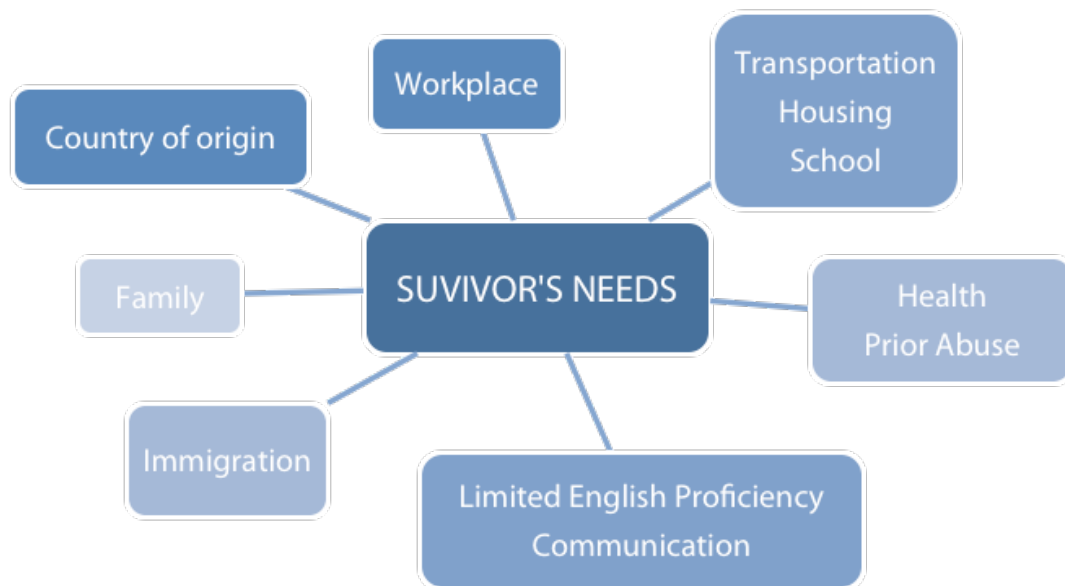 Workplace
Transportation
Housing
School
Country of origin
SUVIVOR'S NEEDS
Family
Health
Prior Abuse
Immigration
Limited English Proficiency
Communication